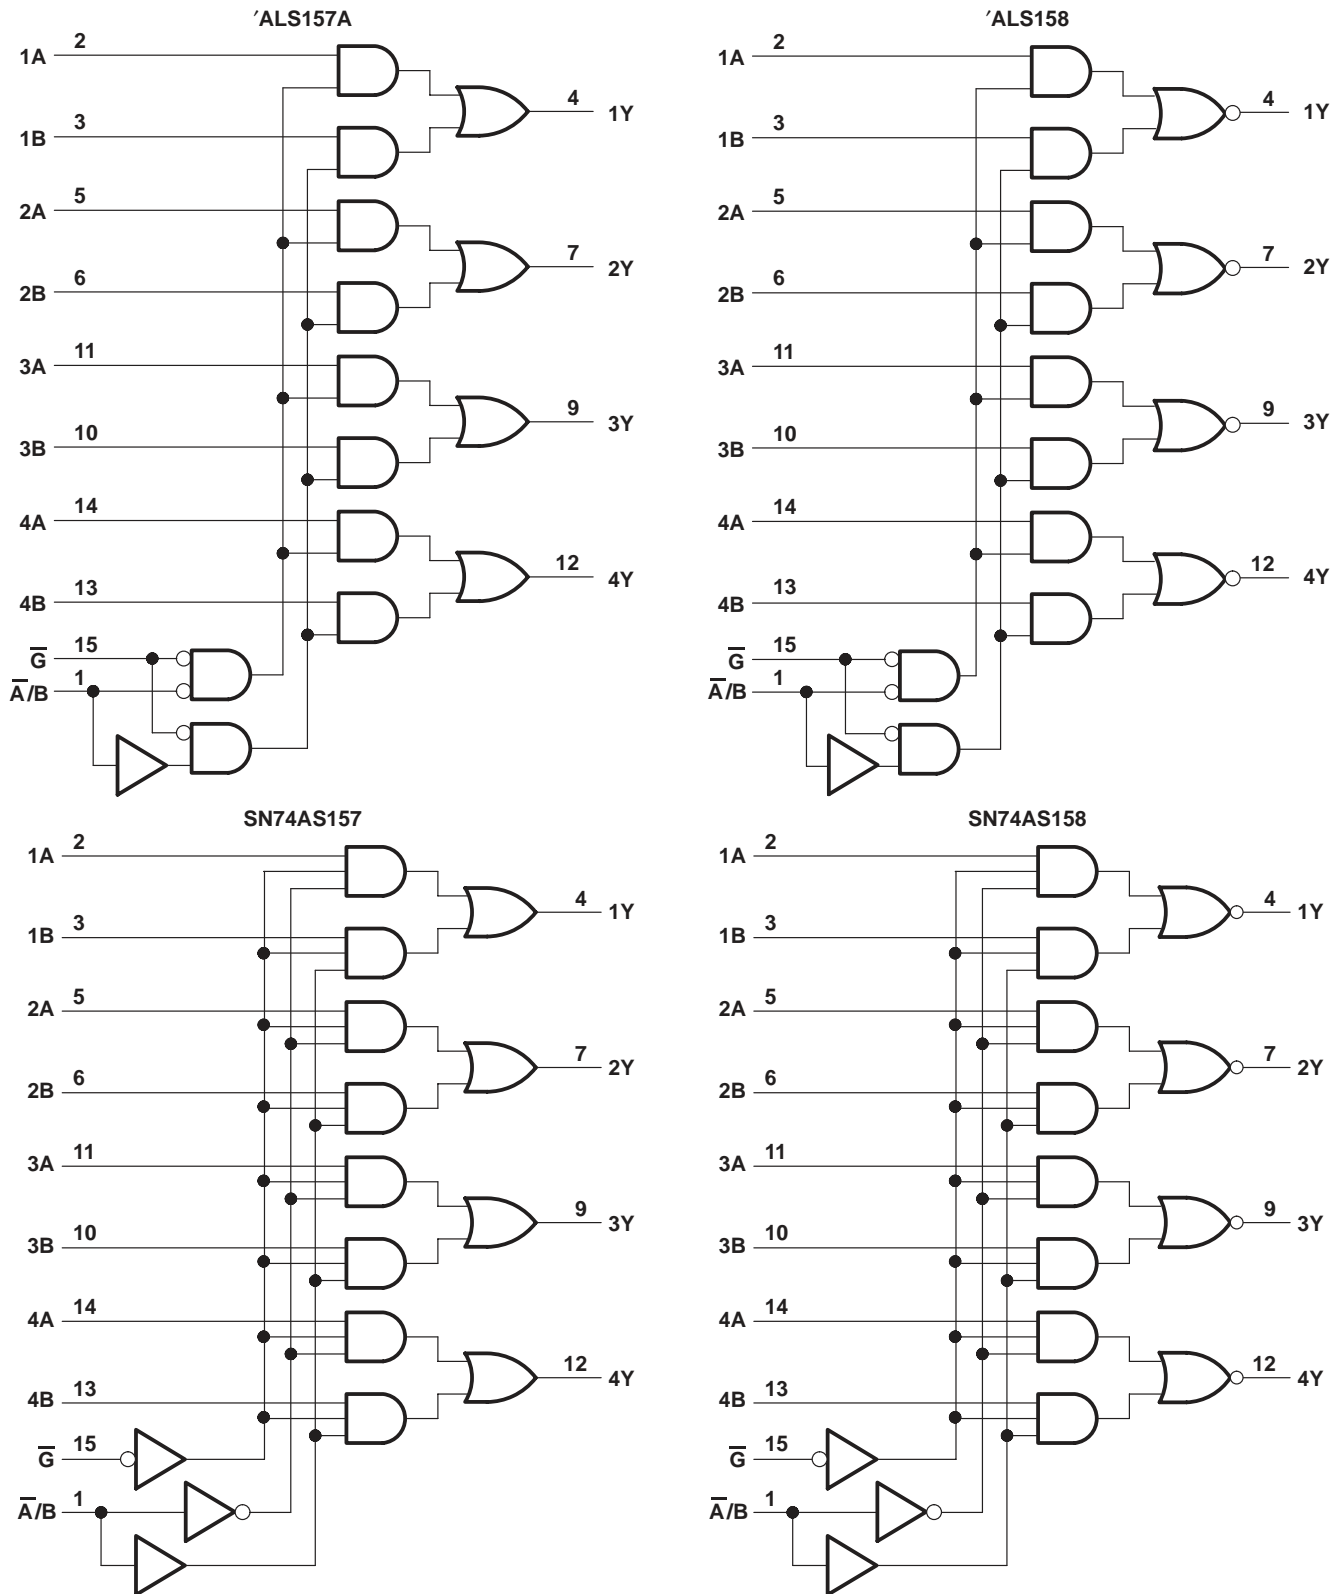 ′ALS157A
1A 2
4 1Y
1B 3
2A 5
7 2Y
2B 6
3A 11
9 3Y
3B 10
4A 14
12 4Y
4B 13
G̅ 15
A̅/B 1
′ALS158
1A 2
4 1Y
1B 3
2A 5
7 2Y
2B 6
3A 11
9 3Y
3B 10
4A 14
12 4Y
4B 13
G̅ 15
A̅/B 1
SN74AS157
1A 2
4 1Y
1B 3
2A 5
7 2Y
2B 6
3A 11
9 3Y
3B 10
4A 14
12 4Y
4B 13
G̅ 15
A̅/B 1
SN74AS158
1A 2
4 1Y
1B 3
2A 5
7 2Y
2B 6
3A 11
9 3Y
3B 10
4A 14
12 4Y
4B 13
G̅ 15
A̅/B 1